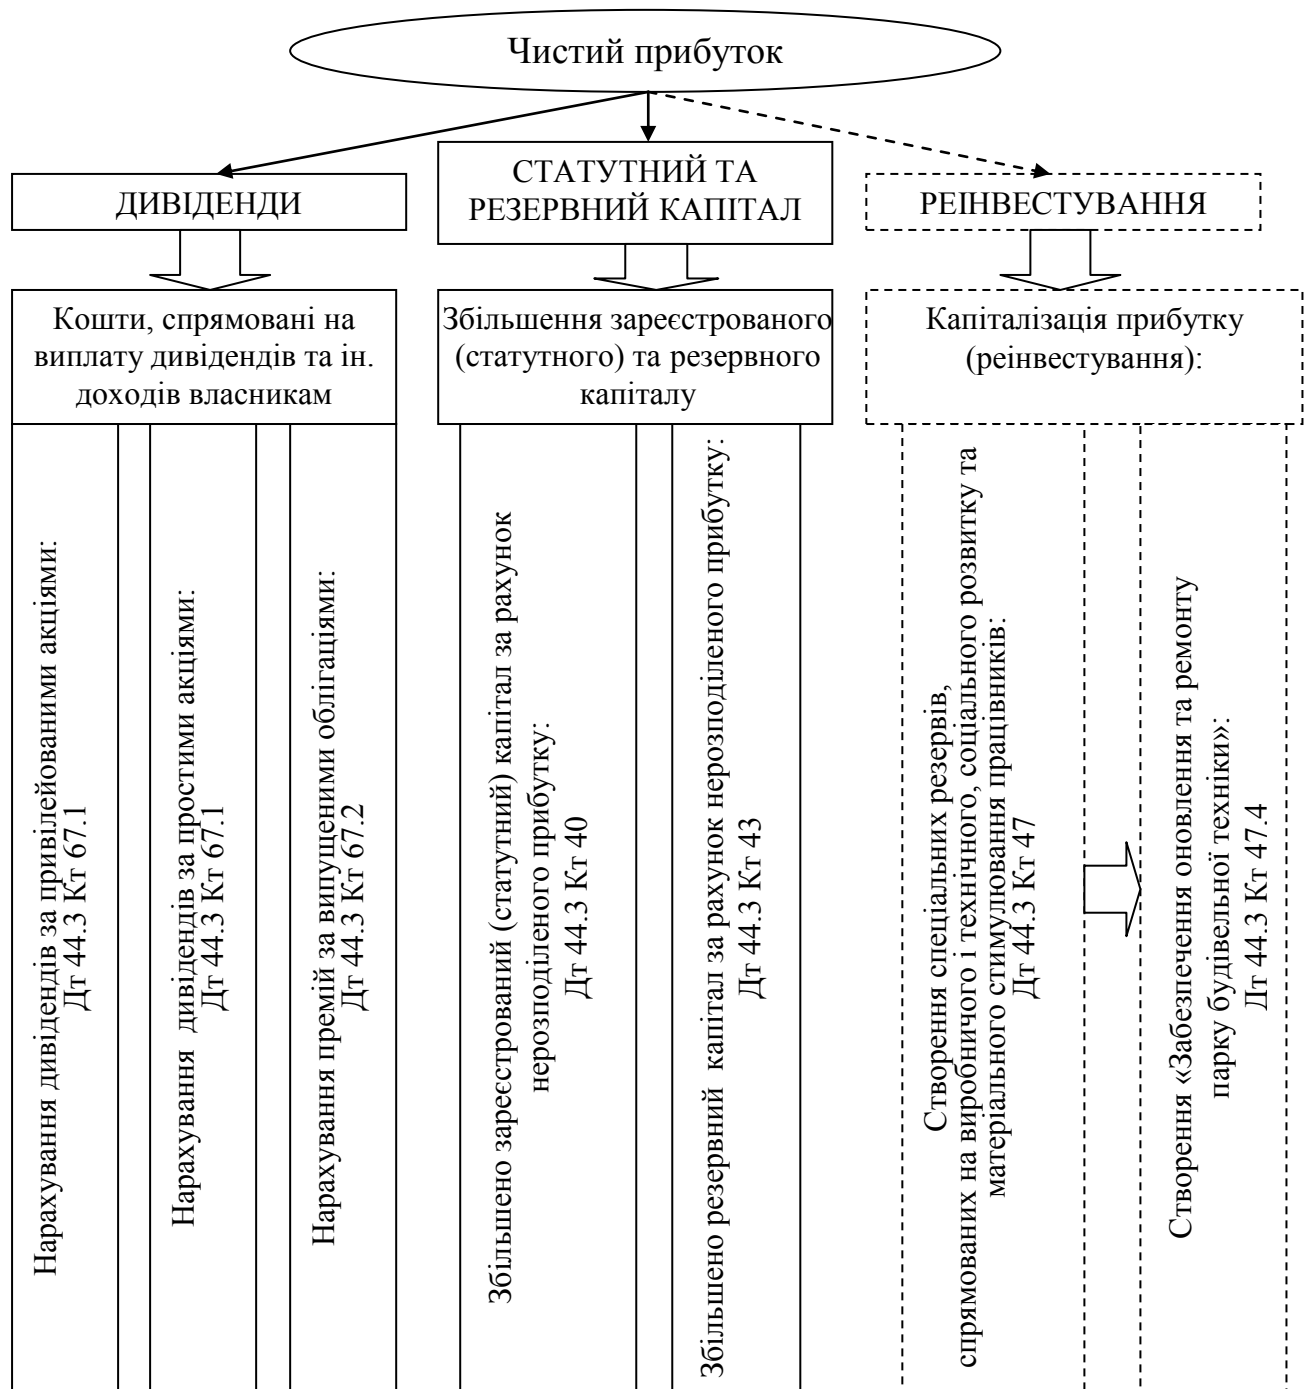 Чистий прибуток
ДИВІДЕНДИ
СТАТУТНИЙ ТА
РЕЗЕРВНИЙ КАПІТАЛ
РЕІНВЕСТУВАННЯ
Кошти, спрямовані на
виплату дивідендів та ін.
доходів власникам
Збільшення зареєстрованого
(статутного) та резервного
капіталу
Капіталізація прибутку
(реінвестування):
Нарахування дивідендів за привілейованими акціями:
Дт 44.3 Кт 67.1
Нарахування дивідендів за простими акціями:
Дт 44.3 Кт 67.1
Нарахування премій за випущеними облігаціями:
Дт 44.3 Кт 67.2
Збільшено зареєстрований (статутний) капітал за рахунок
нерозподіленого прибутку:
Дт 44.3 Кт 40
Збільшено резервний капітал за рахунок нерозподіленого прибутку:
Дт 44.3 Кт 43
Створення спеціальних резервів,
спрямованих на виробничого і технічного, соціального розвитку та
матеріального стимулювання працівників:
Дт 44.3 Кт 47
Створення «Забезпечення оновлення та ремонту
парку будівельної техніки»:
Дт 44.3 Кт 47.4